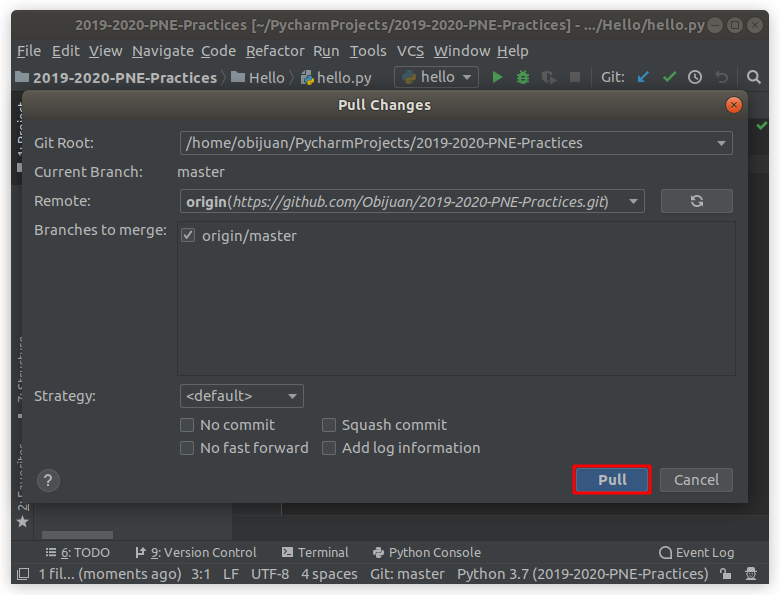 2019-2020-PNE-Practices [~/PycharmProjects/2019-2020-PNE-Practices] - .../Hello/hello.py
File Edit View Navigate Code Refactor Run Tools VCS Window Help
2019-2020-PNE-Practices Hello hello.py hello Git:
Pull Changes
Git Root: /home/obijuan/PycharmProjects/2019-2020-PNE-Practices
Current Branch: master
Remote: origin(https://github.com/Obijuan/2019-2020-PNE-Practices.git)
Branches to merge: origin/master
Strategy: <default>
No commit Squash commit
No fast forward Add log information
? Pull Cancel
2: Favorites
6: TODO 9: Version Control Terminal Python Console Event Log
1 fil... (moments ago) 3:1 LF UTF-8 4 spaces Git: master Python 3.7 (2019-2020-PNE-Practices)